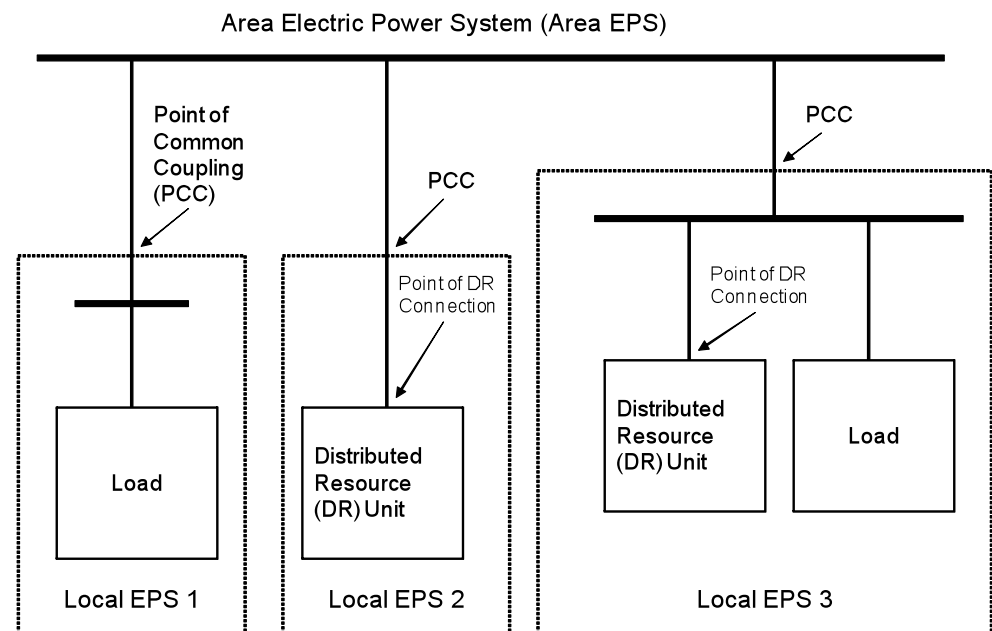 Area Electric Power System (Area EPS)
Point of
Common
Coupling
(PCC)
PCC
PCC
Point of DR
Connection
Point of DR
Connection
Load
Distributed
Resource
(DR) Unit
Distributed
Resource
(DR) Unit
Load
Local EPS 1
Local EPS 2
Local EPS 3